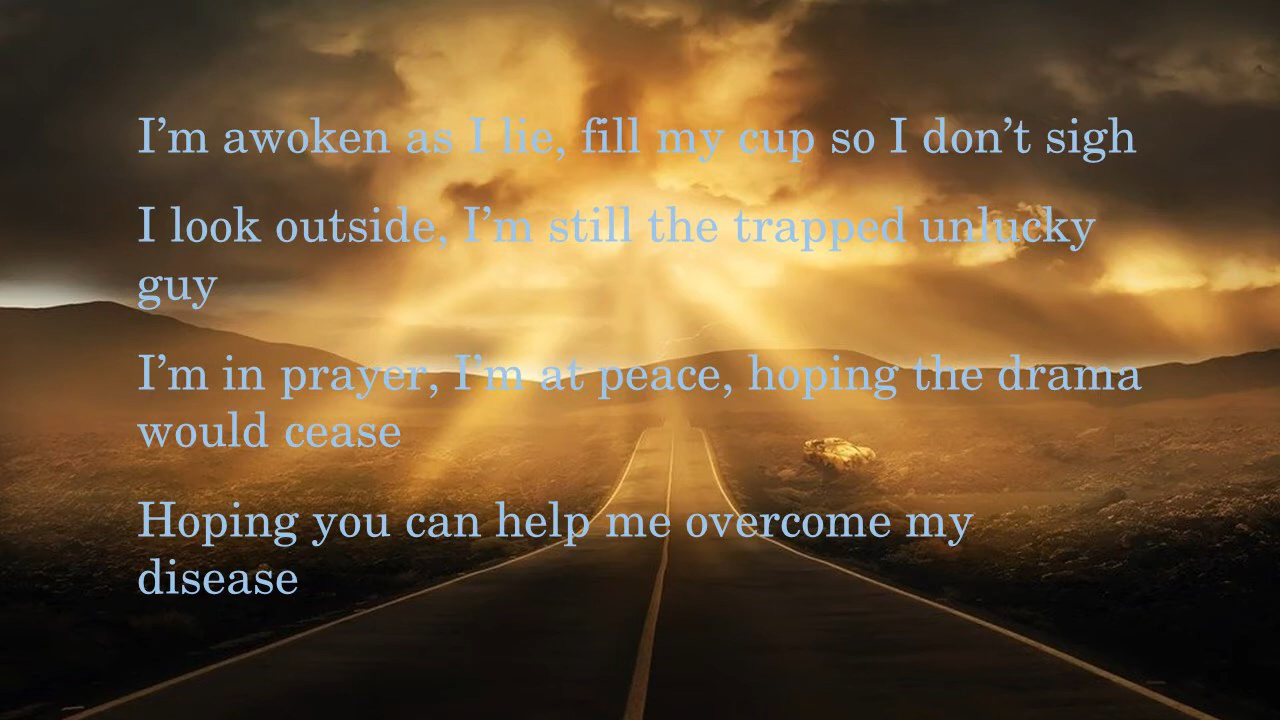 I’m awoken as I lie, fill my cup so I don’t sigh
I look outside, I’m still the trapped unlucky
guy
I’m in prayer, I’m at peace, hoping the drama
would cease
Hoping you can help me overcome my
disease